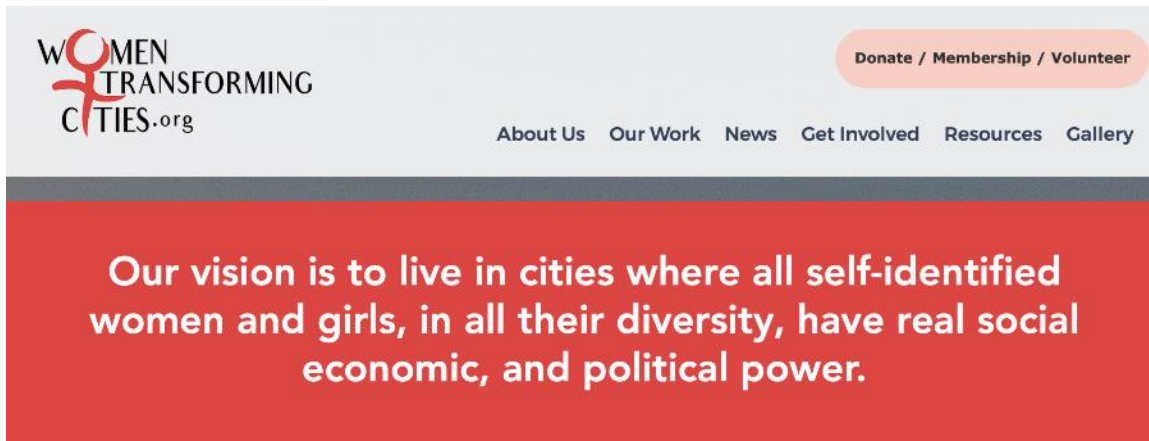 WOMEN
TRANSFORMING
CITIES.org
Donate / Membership / Volunteer
About Us Our Work News Get Involved Resources Gallery
Our vision is to live in cities where all self-identified
women and girls, in all their diversity, have real social
economic, and political power.